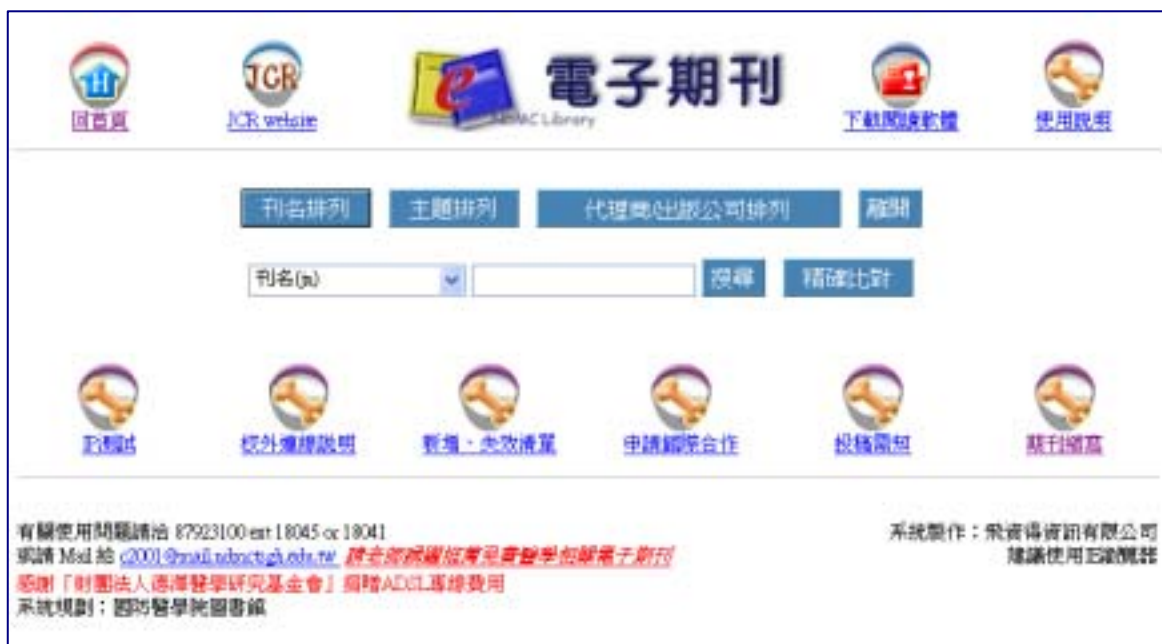 電子期刊
NDMC Library
回首頁
JCR website
下載閱讀軟體
使用說明
刊名排列 主題排列 代理商/出版公司排列 離開
刊名(jn) 搜尋 精確比對
IP測試 校外連線說明 新增、失效清單 申請館際合作 投稿需知 期刊縮寫
有關使用問題請洽 87923100 ext 18045 or 18041
或請 Mail 給
感謝「財團法人 醫學研究基金會」捐贈ADSL專線費用
系統規劃：國防醫學院圖書館
系統製作：飛資得資訊有限公司
建議使用IE瀏覽器